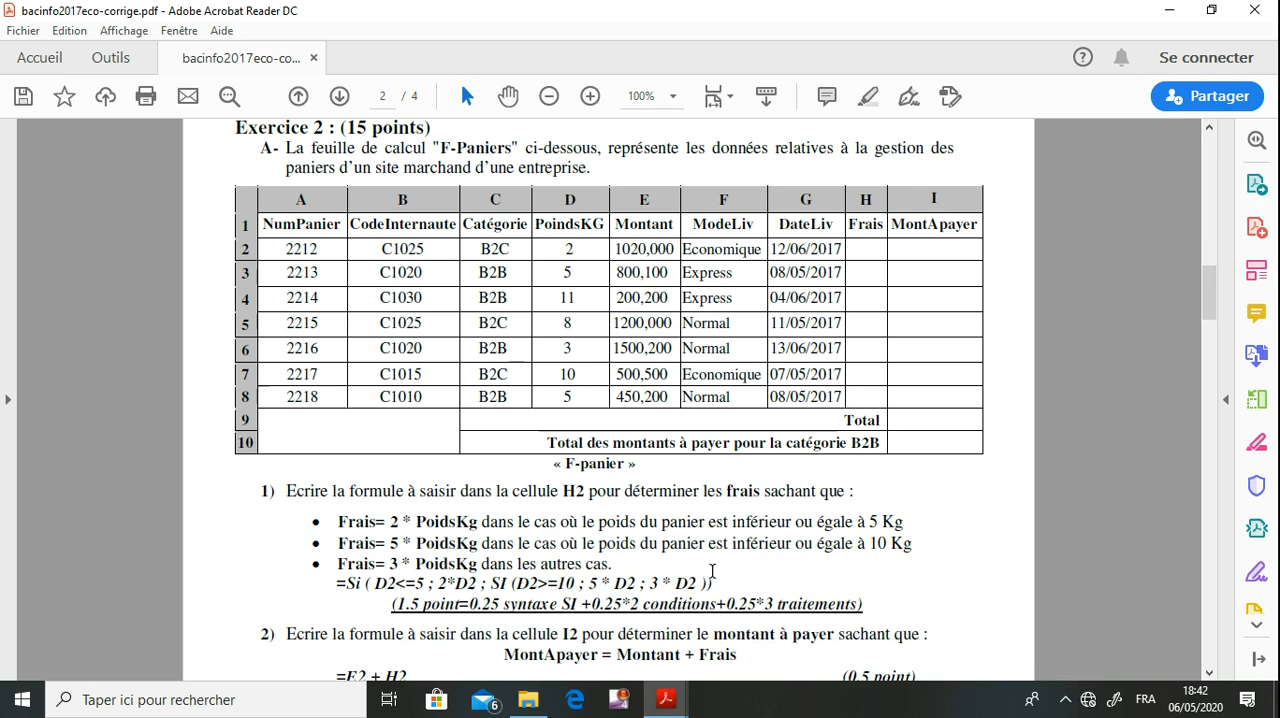 bacinfo2017eco-corrige.pdf - Adobe Acrobat Reader DC
Fichier Edition Affichage Fenêtre Aide
Accueil Outils bacinfo2017eco-co... × Se connecter
2 / 4 100% Partager
Exercice 2 : (15 points)
A- La feuille de calcul "F-Paniers" ci-dessous, représente les données relatives à la gestion des
paniers d'un site marchand d'une entreprise.
A B C D E F G H I
1 NumPanier CodeInternaute Catégorie PoindsKG Montant ModeLiv DateLiv Frais MontApayer
2 2212 C1025 B2C 2 1020,000 Economique 12/06/2017
3 2213 C1020 B2B 5 800,100 Express 08/05/2017
4 2214 C1030 B2B 11 200,200 Express 04/06/2017
5 2215 C1025 B2C 8 1200,000 Normal 11/05/2017
6 2216 C1020 B2B 3 1500,200 Normal 13/06/2017
7 2217 C1015 B2C 10 500,500 Economique 07/05/2017
8 2218 C1010 B2B 5 450,200 Normal 08/05/2017
9 Total
10 Total des montants à payer pour la catégorie B2B
« F-panier »
1) Ecrire la formule à saisir dans la cellule H2 pour déterminer les frais sachant que :
• Frais= 2 * PoidsKg dans le cas où le poids du panier est inférieur ou égale à 5 Kg
• Frais= 5 * PoidsKg dans le cas où le poids du panier est inférieur ou égale à 10 Kg
• Frais= 3 * PoidsKg dans les autres cas.
=Si ( D2<=5 ; 2*D2 ; SI (D2>=10 ; 5 * D2 ; 3 * D2 ))
(1.5 point=0.25 syntaxe SI +0.25*2 conditions+0.25*3 traitements)
2) Ecrire la formule à saisir dans la cellule I2 pour déterminer le montant à payer sachant que :
MontApayer = Montant + Frais
=E2 + H2 (0.5 point)
Taper ici pour rechercher 6 4 FRA 18:42
06/05/2020